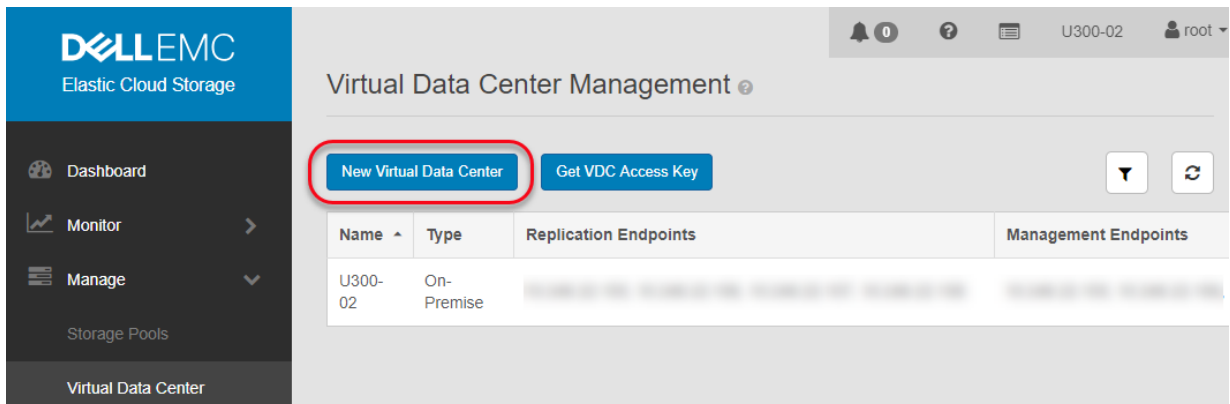 DELLEMC
Elastic Cloud Storage
0
U300-02
root
Virtual Data Center Management
Dashboard
Monitor
Manage
Storage Pools
Virtual Data Center
New Virtual Data Center
Get VDC Access Key
Name
Type
Replication Endpoints
Management Endpoints
U300-
02
On-
Premise